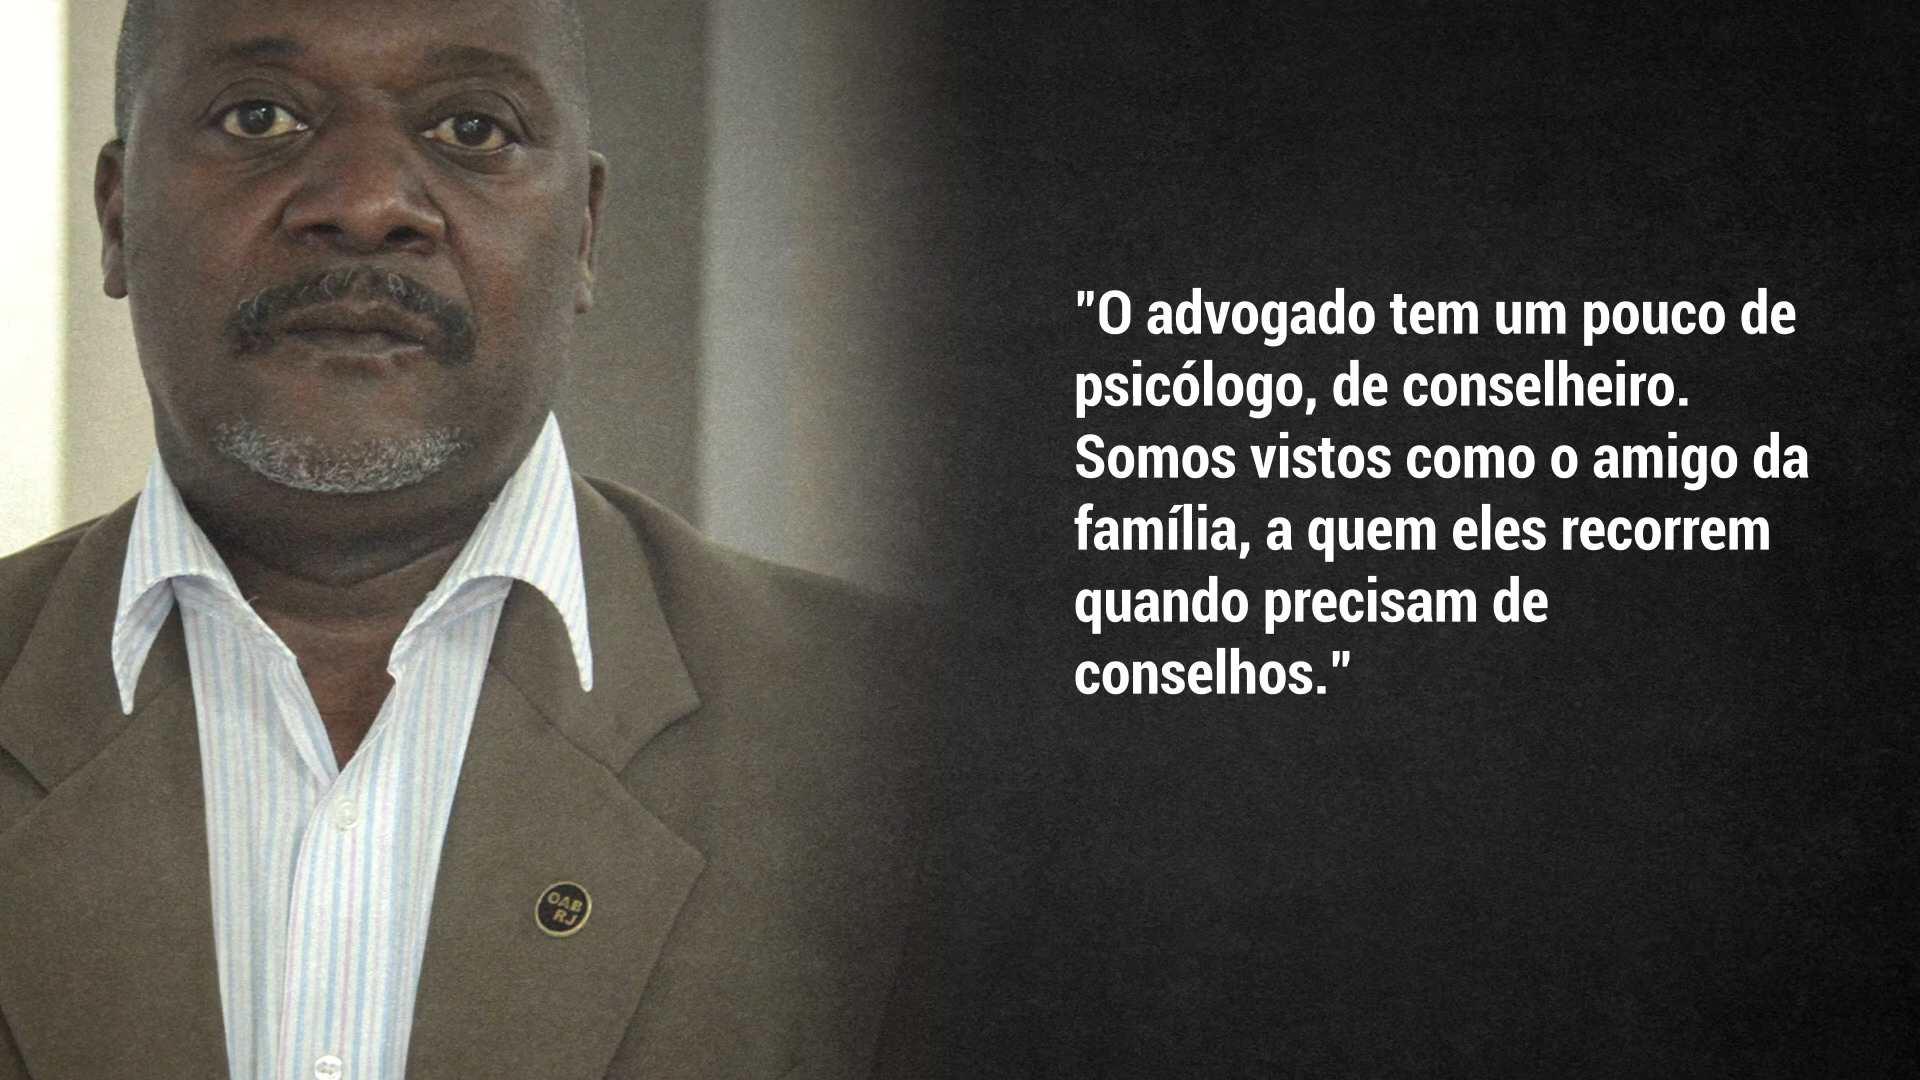 "O advogado tem um pouco de
psicólogo, de conselheiro.
Somos vistos como o amigo da
família, a quem eles recorrem
quando precisam de
conselhos."
OAB
RJ